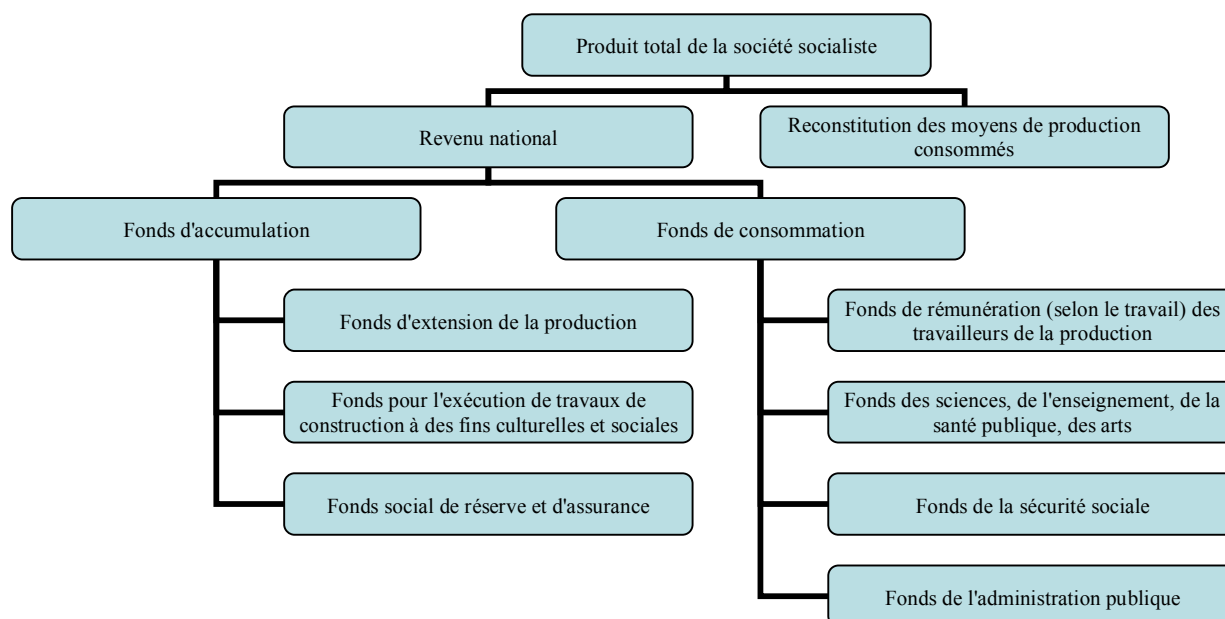 Produit total de la société socialiste
Revenu national
Reconstitution des moyens de production
consommés
Fonds d'accumulation
Fonds de consommation
Fonds d'extension de la production
Fonds pour l'exécution de travaux de
construction à des fins culturelles et sociales
Fonds social de réserve et d'assurance
Fonds de rémunération (selon le travail) des
travailleurs de la production
Fonds des sciences, de l'enseignement, de la
santé publique, des arts
Fonds de la sécurité sociale
Fonds de l'administration publique